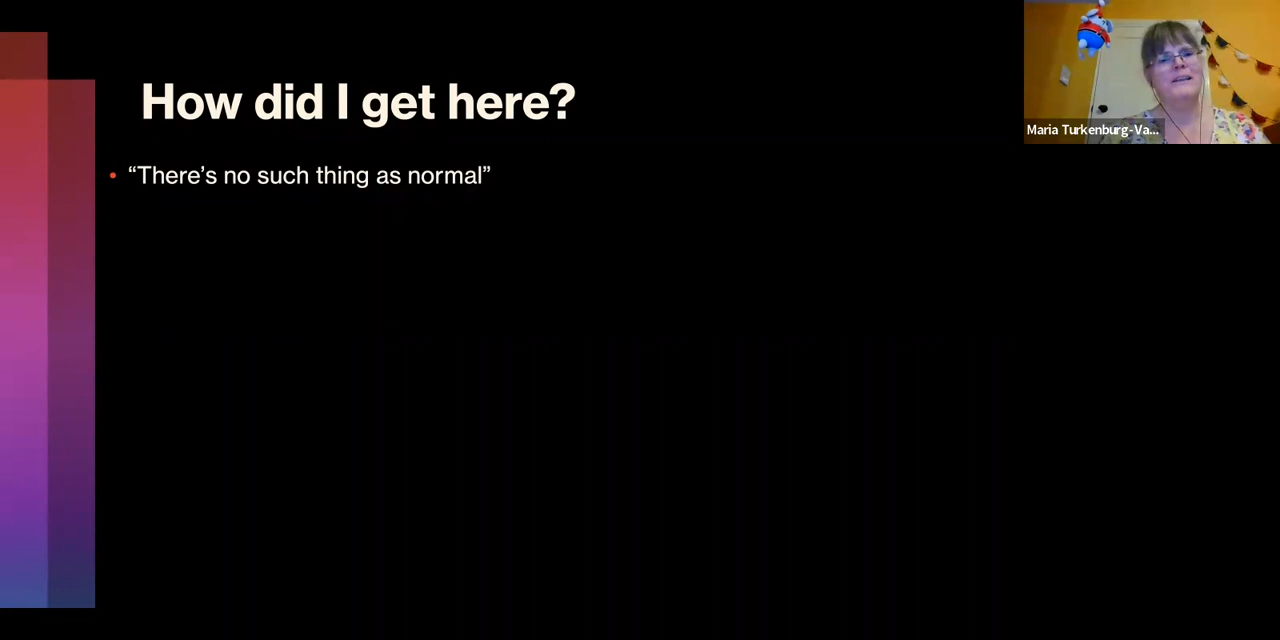 How did I get here?
• “There’s no such thing as normal”
Maria Turkenburg-Va...